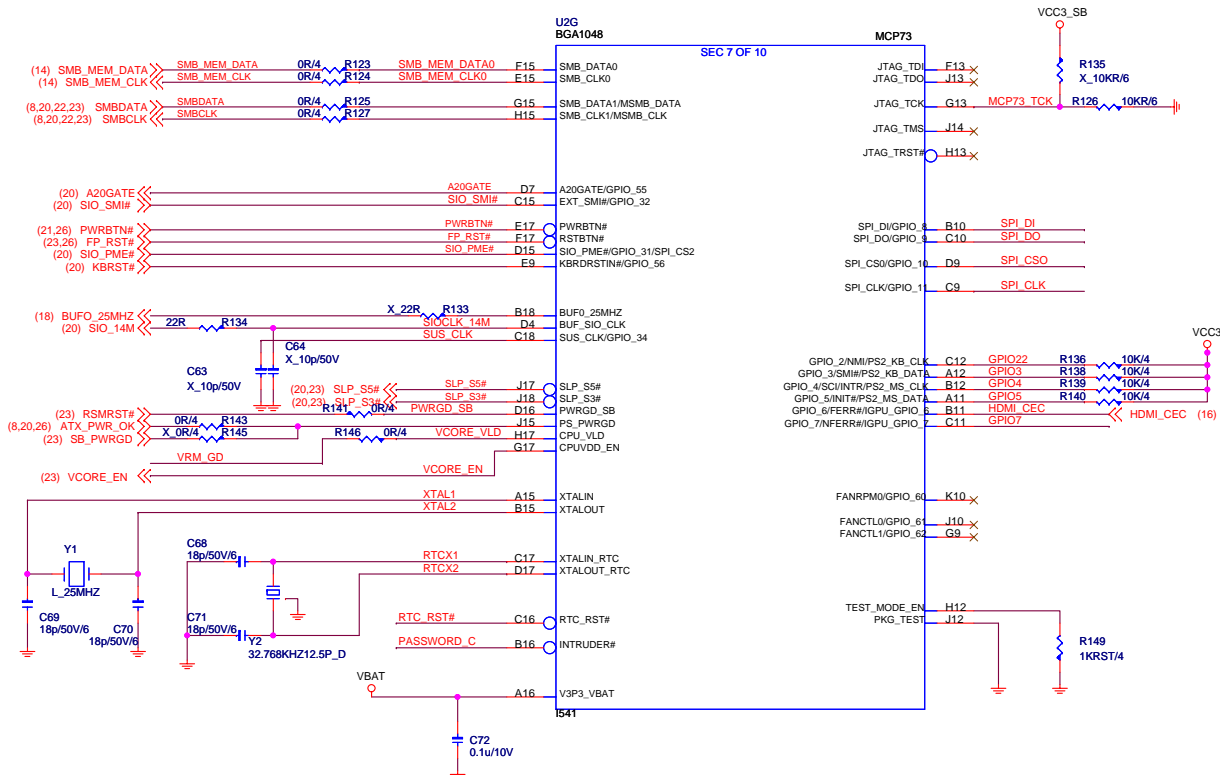 U2G
BGA1048
MCP73
SEC 7 OF 10
VCC3_SB
(14) SMB_MEM_DATA SMB_MEM_DATA 0R/4 R123 SMB_MEM_DATA0 F15 SMB_DATA0
(14) SMB_MEM_CLK SMB_MEM_CLK 0R/4 R124 SMB_MEM_CLK0 E15 SMB_CLK0
(8,20,22,23) SMBDATA SMBDATA 0R/4 R125 G15 SMB_DATA1/MSMB_DATA
(8,20,22,23) SMBCLK SMBCLK 0R/4 R127 H15 SMB_CLK1/MSMB_CLK
JTAG_TDI F13
JTAG_TDO J13
JTAG_TCK G13 MCP73_TCK R126 10KR/6
R135
X_10KR/6
JTAG_TMS J14
JTAG_TRST# H13
(20) A20GATE A20GATE D7 A20GATE/GPIO_55
(20) SIO_SMI# SIO_SMI# C15 EXT_SMI#/GPIO_32
(21,26) PWRBTN# PWRBTN# E17 PWRBTN#
(23,26) FP_RST# FP_RST# F17 RSTBTN#
(20) SIO_PME# SIO_PME# D15 SIO_PME#/GPIO_31/SPI_CS2
(20) KBRST# E9 KBRDRSTIN#/GPIO_56
SPI_DI/GPIO_8 B10 SPI_DI
SPI_DO/GPIO_9 C10 SPI_DO
SPI_CS0/GPIO_10 D9 SPI_CSO
SPI_CLK/GPIO_11 C9 SPI_CLK
(18) BUFO_25MHZ X_22R R133 B18 BUF0_25MHZ
(20) SIO_14M 22R R134 SIOCLK_14M D4 BUF_SIO_CLK
SUS_CLK C18 SUS_CLK/GPIO_34
C64
X_10p/50V
C63
X_10p/50V
VCC3
GPIO_2/NMI/PS2_KB_CLK C12 GPIO22 R136 10K/4
GPIO_3/SMI#/PS2_KB_DATA A12 GPIO3 R138 10K/4
GPIO_4/SCI/INTR/PS2_MS_CLK B12 GPIO4 R139 10K/4
GPIO_5/INIT#/PS2_MS_DATA A11 GPIO5 R140 10K/4
GPIO_6/FERR#/IGPU_GPIO_6 B11 HDMI_CEC HDMI_CEC (16)
GPIO_7/NFERR#/IGPU_GPIO_7 C11 GPIO7
(20,23) SLP_S5# SLP_S5# J17 SLP_S5#
(20,23) SLP_S3# SLP_S3# J18 SLP_S3#
(23) RSMRST# R141 0R/4 PWRGD_SB D16 PWRGD_SB
(8,20,26) ATX_PWR_OK 0R/4 R143 J15 PS_PWRGD
(23) SB_PWRGD X_0R/4 R145 R146 0R/4 VCORE_VLD H17 CPU_VLD
G17 CPUVDD_EN
VRM_GD
(23) VCORE_EN VCORE_EN
XTAL1 A15 XTALIN
XTAL2 B15 XTALOUT
FANRPM0/GPIO_60 K10
FANCTL0/GPIO_61 J10
FANCTL1/GPIO_62 G9
Y1
L_25MHZ
C69
18p/50V/6
C70
18p/50V/6
C68
18p/50V/6
RTCX1 C17 XTALIN_RTC
RTCX2 D17 XTALOUT_RTC
C71
18p/50V/6
Y2
32.768KHZ12.5P_D
RTC_RST# C16 RTC_RST#
PASSWORD_C B16 INTRUDER#
TEST_MODE_EN H12
PKG_TEST J12
R149
1KRST/4
VBAT
A16 V3P3_VBAT
I541
C72
0.1u/10V